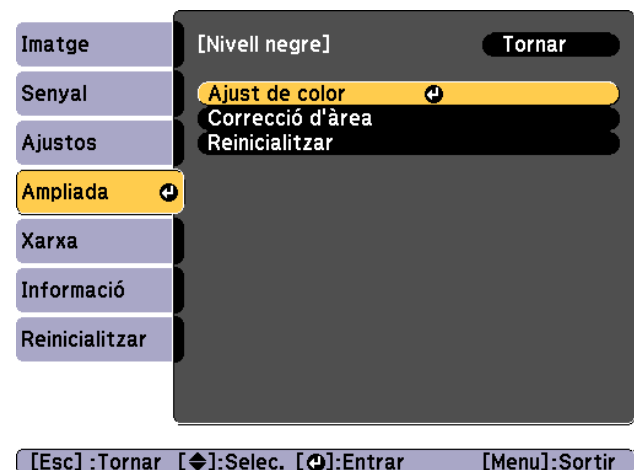 Imatge
Senyal
Ajustos
Ampliada
Xarxa
Informació
Reinicialitzar
[Nivell negre] Tornar
Ajust de color
Correcció d'àrea
Reinicialitzar
[Esc] :Tornar [◆]:Selec. [↵]:Entrar [Menu]:Sortir